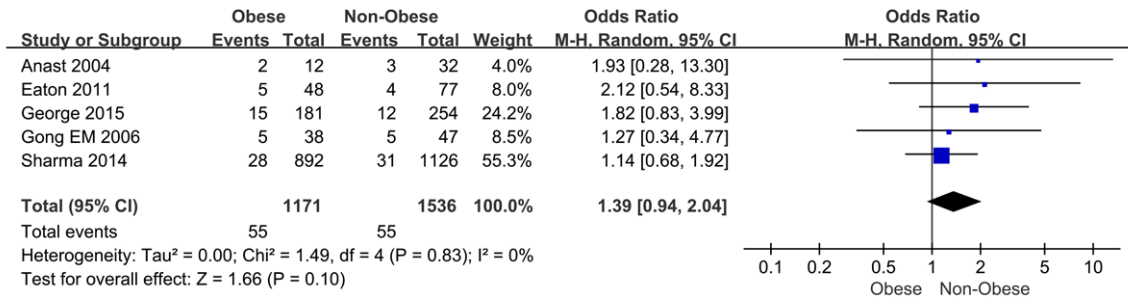 Obese Non-Obese Odds Ratio Odds Ratio
Study or Subgroup Events Total Events Total Weight M-H, Random, 95% CI M-H, Random, 95% CI
Anast 2004 2 12 3 32 4.0% 1.93 [0.28, 13.30]
Eaton 2011 5 48 4 77 8.0% 2.12 [0.54, 8.33]
George 2015 15 181 12 254 24.2% 1.82 [0.83, 3.99]
Gong EM 2006 5 38 5 47 8.5% 1.27 [0.34, 4.77]
Sharma 2014 28 892 31 1126 55.3% 1.14 [0.68, 1.92]
Total (95% CI) 1171 1536 100.0% 1.39 [0.94, 2.04]
Total events 55 55
Heterogeneity: Tau² = 0.00; Chi² = 1.49, df = 4 (P = 0.83); I² = 0%
Test for overall effect: Z = 1.66 (P = 0.10)
0.1 0.2 0.5 1 2 5 10
Obese Non-Obese